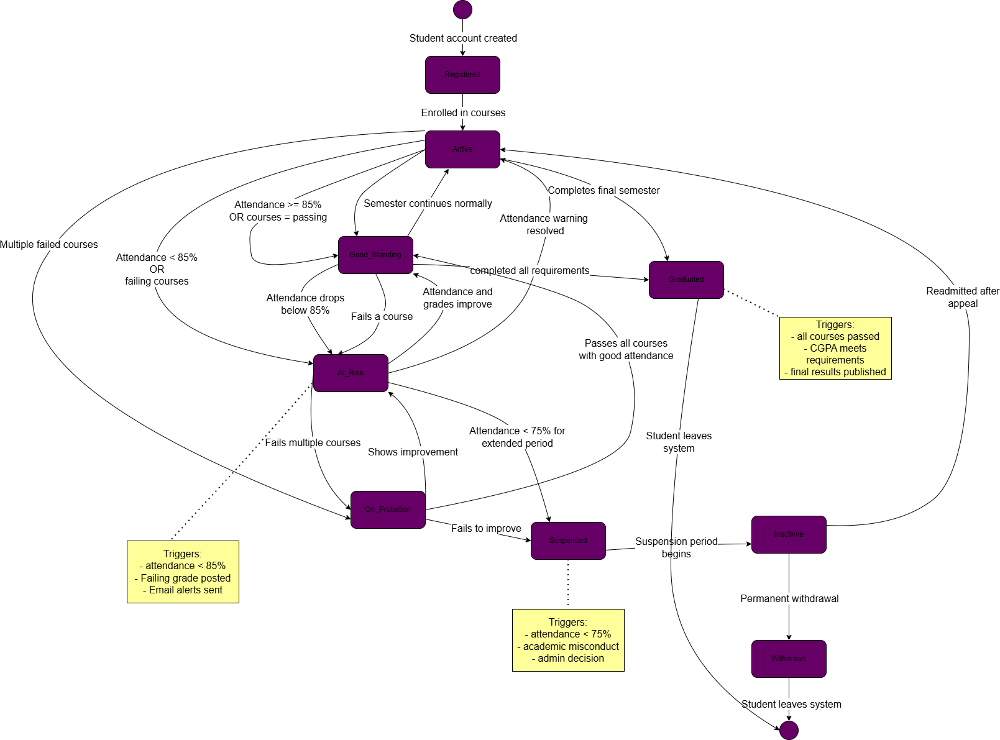 Student account created
Registered
Enrolled in courses
Active
Completes final semester
Attendance >= 85%
OR courses = passing
Semester continues normally
Attendance warning
resolved
Multiple failed courses
Attendance < 85%
OR
failing courses
Good_Standing
completed all requirements
Graduated
Attendance drops
below 85%
Fails a course
Attendance and
grades improve
Readmitted after
appeal
Triggers:
- all courses passed
- CGPA meets
requirements
- final results published
Passes all courses
with good attendance
At_Risk
Fails multiple courses
Shows improvement
Attendance < 75% for
extended period
Student leaves
system
On_Probation
Fails to improve
Suspended
Suspension period
begins
Inactivve
Triggers:
- attendance < 85%
- Failing grade posted
- Email alerts sent
Permanent withdrawal
Triggers:
- attendance < 75%
- academic misconduct
- admin decision
Withdrawn
Student leaves system